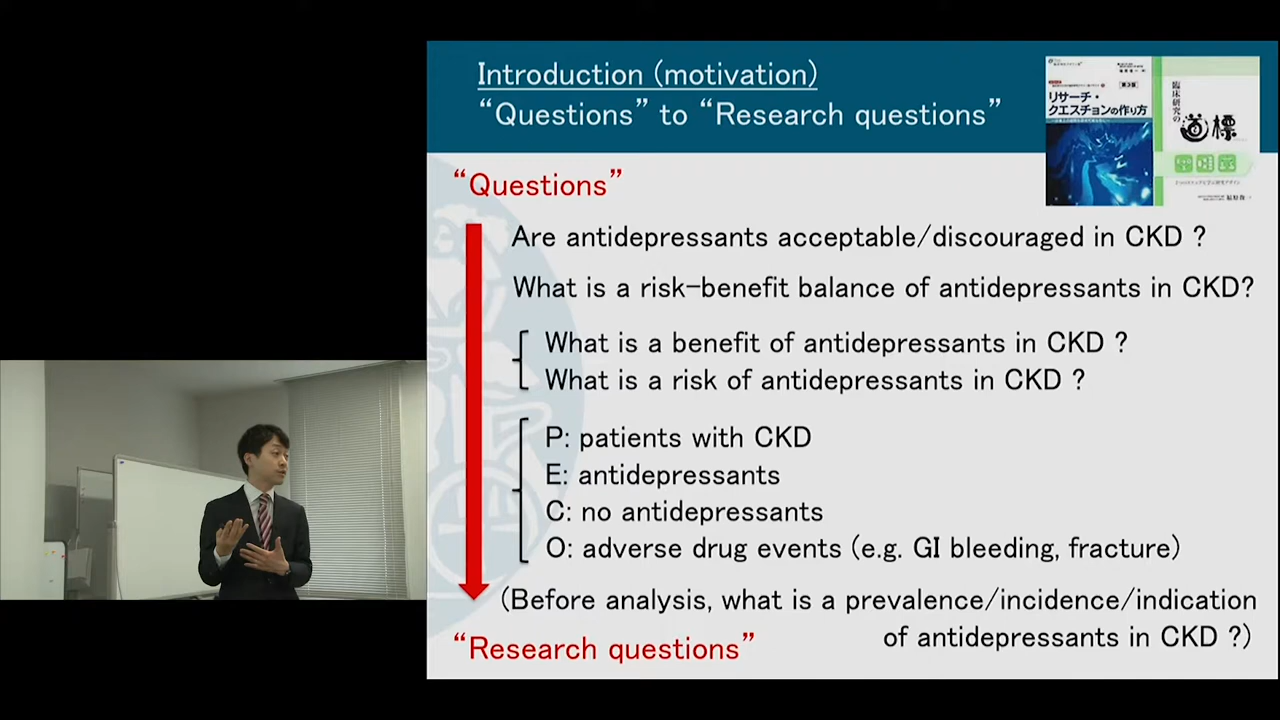 Introduction (motivation)
“Questions” to “Research questions”
リサーチ・
クエスチョンの作り方
臨床研究の
道標
“Questions”
Are antidepressants acceptable/discouraged in CKD ?
What is a risk-benefit balance of antidepressants in CKD?
What is a benefit of antidepressants in CKD ?
What is a risk of antidepressants in CKD ?
P: patients with CKD
E: antidepressants
C: no antidepressants
O: adverse drug events (e.g. GI bleeding, fracture)
(Before analysis, what is a prevalence/incidence/indication
of antidepressants in CKD ?)
“Research questions”